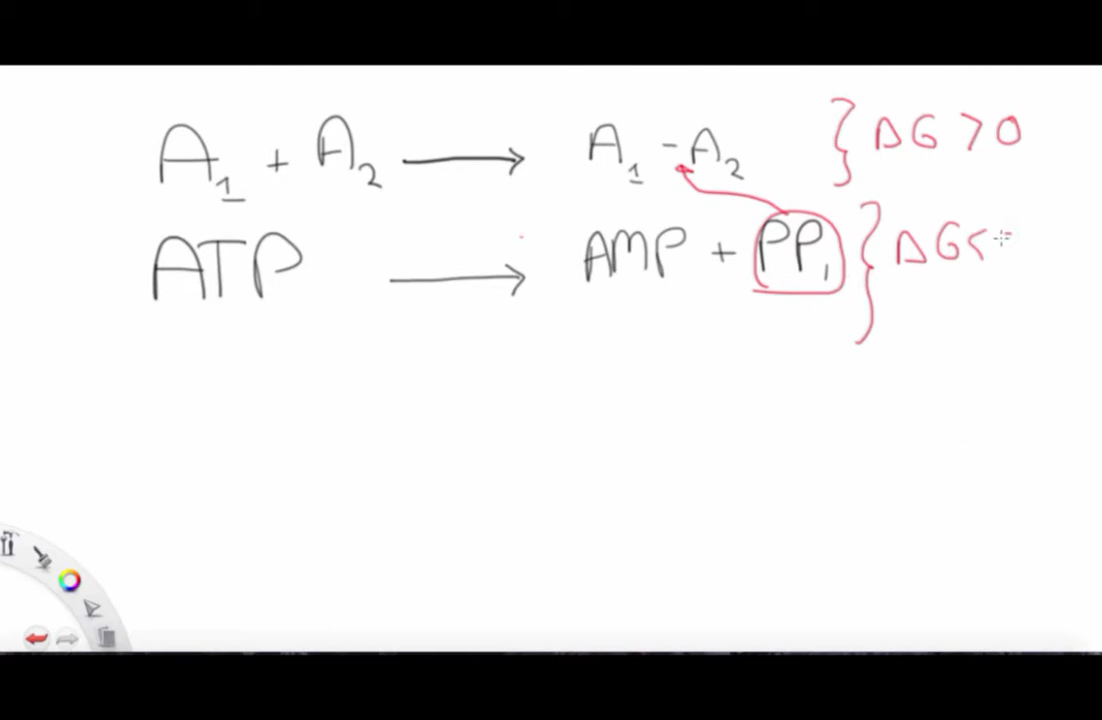 A₁ + A₂ → A₁ - A₂ } ΔG > 0
ATP → AMP + PPᵢ } ΔG <